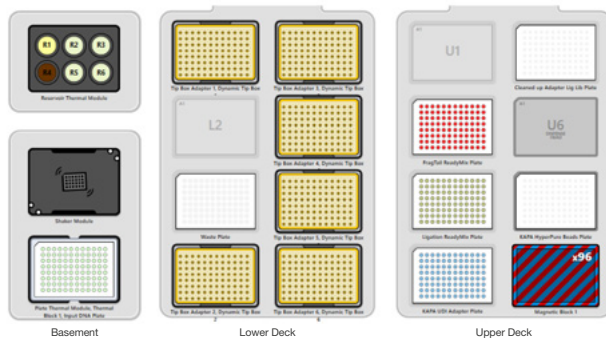 R1 R2 R3
R4 R5 R6
Reservoir Thermal Module
Shaker Module
Plate Thermal Module, Thermal
Block 1, Input DNA Plate
Basement
Tip Box Adapter 1, Dynamic Tip Box
Tip Box Adapter 3, Dynamic Tip Box
L2
Tip Box Adapter 4, Dynamic Tip Box
Waste Plate
Tip Box Adapter 5, Dynamic Tip Box
Tip Box Adapter 2, Dynamic Tip Box
2
Tip Box Adapter 6, Dynamic Tip Box
6
Lower Deck
A1
U1
Cleaned up Adapter Lig Lib Plate
FragTail ReadyMix Plate
A1
U6
Ligation ReadyMix Plate
KAPA HyperPure Beads Plate
KAPA UDI Adapter Plate
x96
Magnetic Block 1
Upper Deck